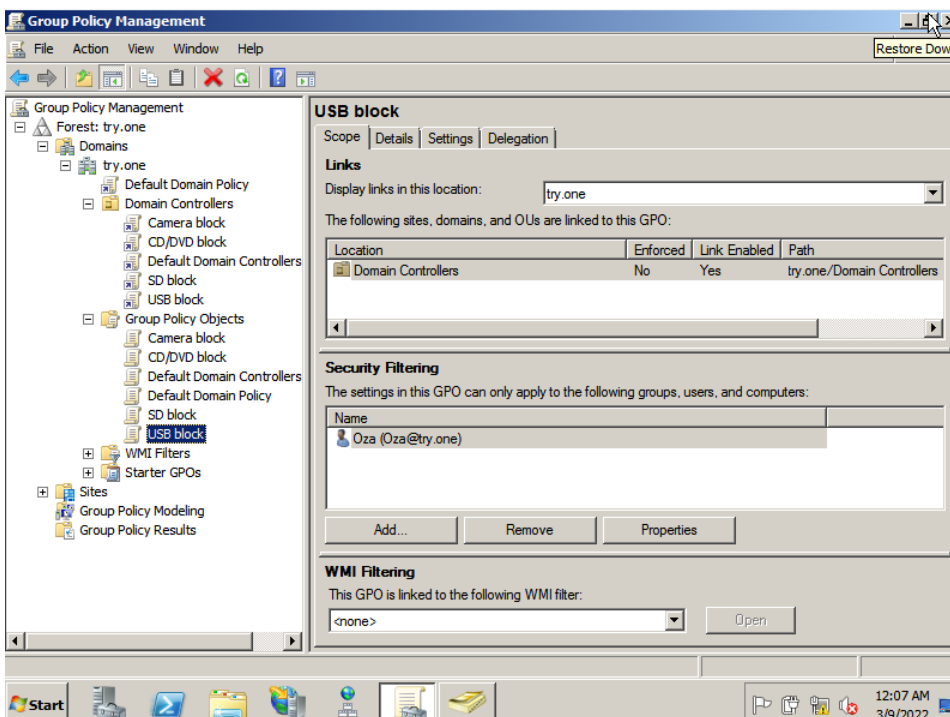 Group Policy Management
File Action View Window Help
Restore Dow
Group Policy Management
Forest: try.one
Domains
try.one
Default Domain Policy
Domain Controllers
Camera block
CD/DVD block
Default Domain Controllers
SD block
USB block
Group Policy Objects
Camera block
CD/DVD block
Default Domain Controllers
Default Domain Policy
SD block
USB block
WMI Filters
Starter GPOs
Sites
Group Policy Modeling
Group Policy Results
USB block
Scope Details Settings Delegation
Links
Display links in this location: try.one
The following sites, domains, and OUs are linked to this GPO:
Location Enforced Link Enabled Path
Domain Controllers No Yes try.one/Domain Controllers
Security Filtering
The settings in this GPO can only apply to the following groups, users, and computers:
Name
Oza (Oza@try.one)
Add... Remove Properties
WMI Filtering
This GPO is linked to the following WMI filter:
<none> Open
Start 12:07 AM
3/9/2022